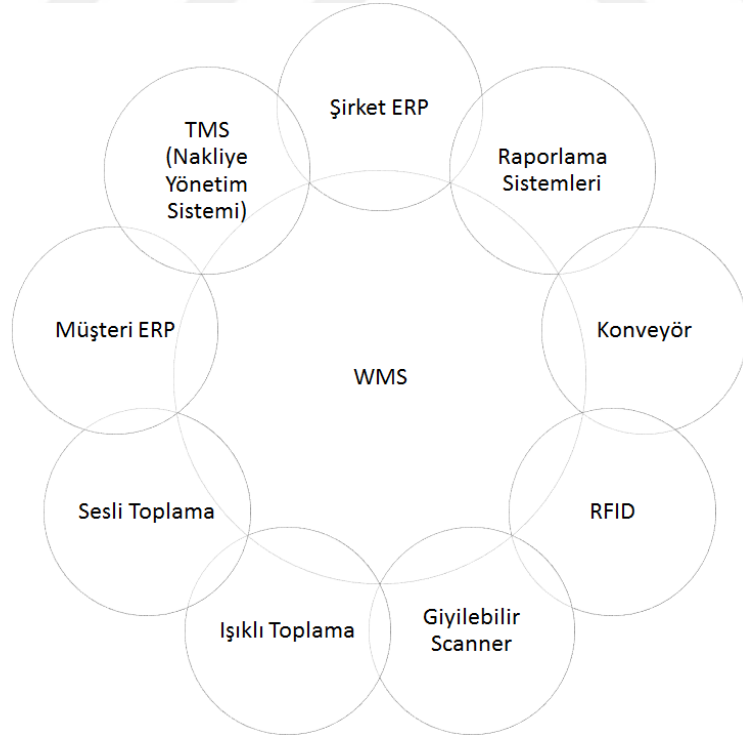 Şirket ERP
TMS
(Nakliye
Yönetim
Sistemi)
Raporlama
Sistemleri
Müşteri ERP
Konveyör
WMS
Sesli Toplama
RFID
Işıklı Toplama
Giyilebilir
Scanner